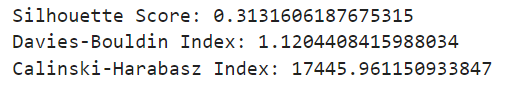 Silhouette Score: 0.3131606187675315
Davies-Bouldin Index: 1.1204408415988034
Calinski-Harabasz Index: 17445.961150933847